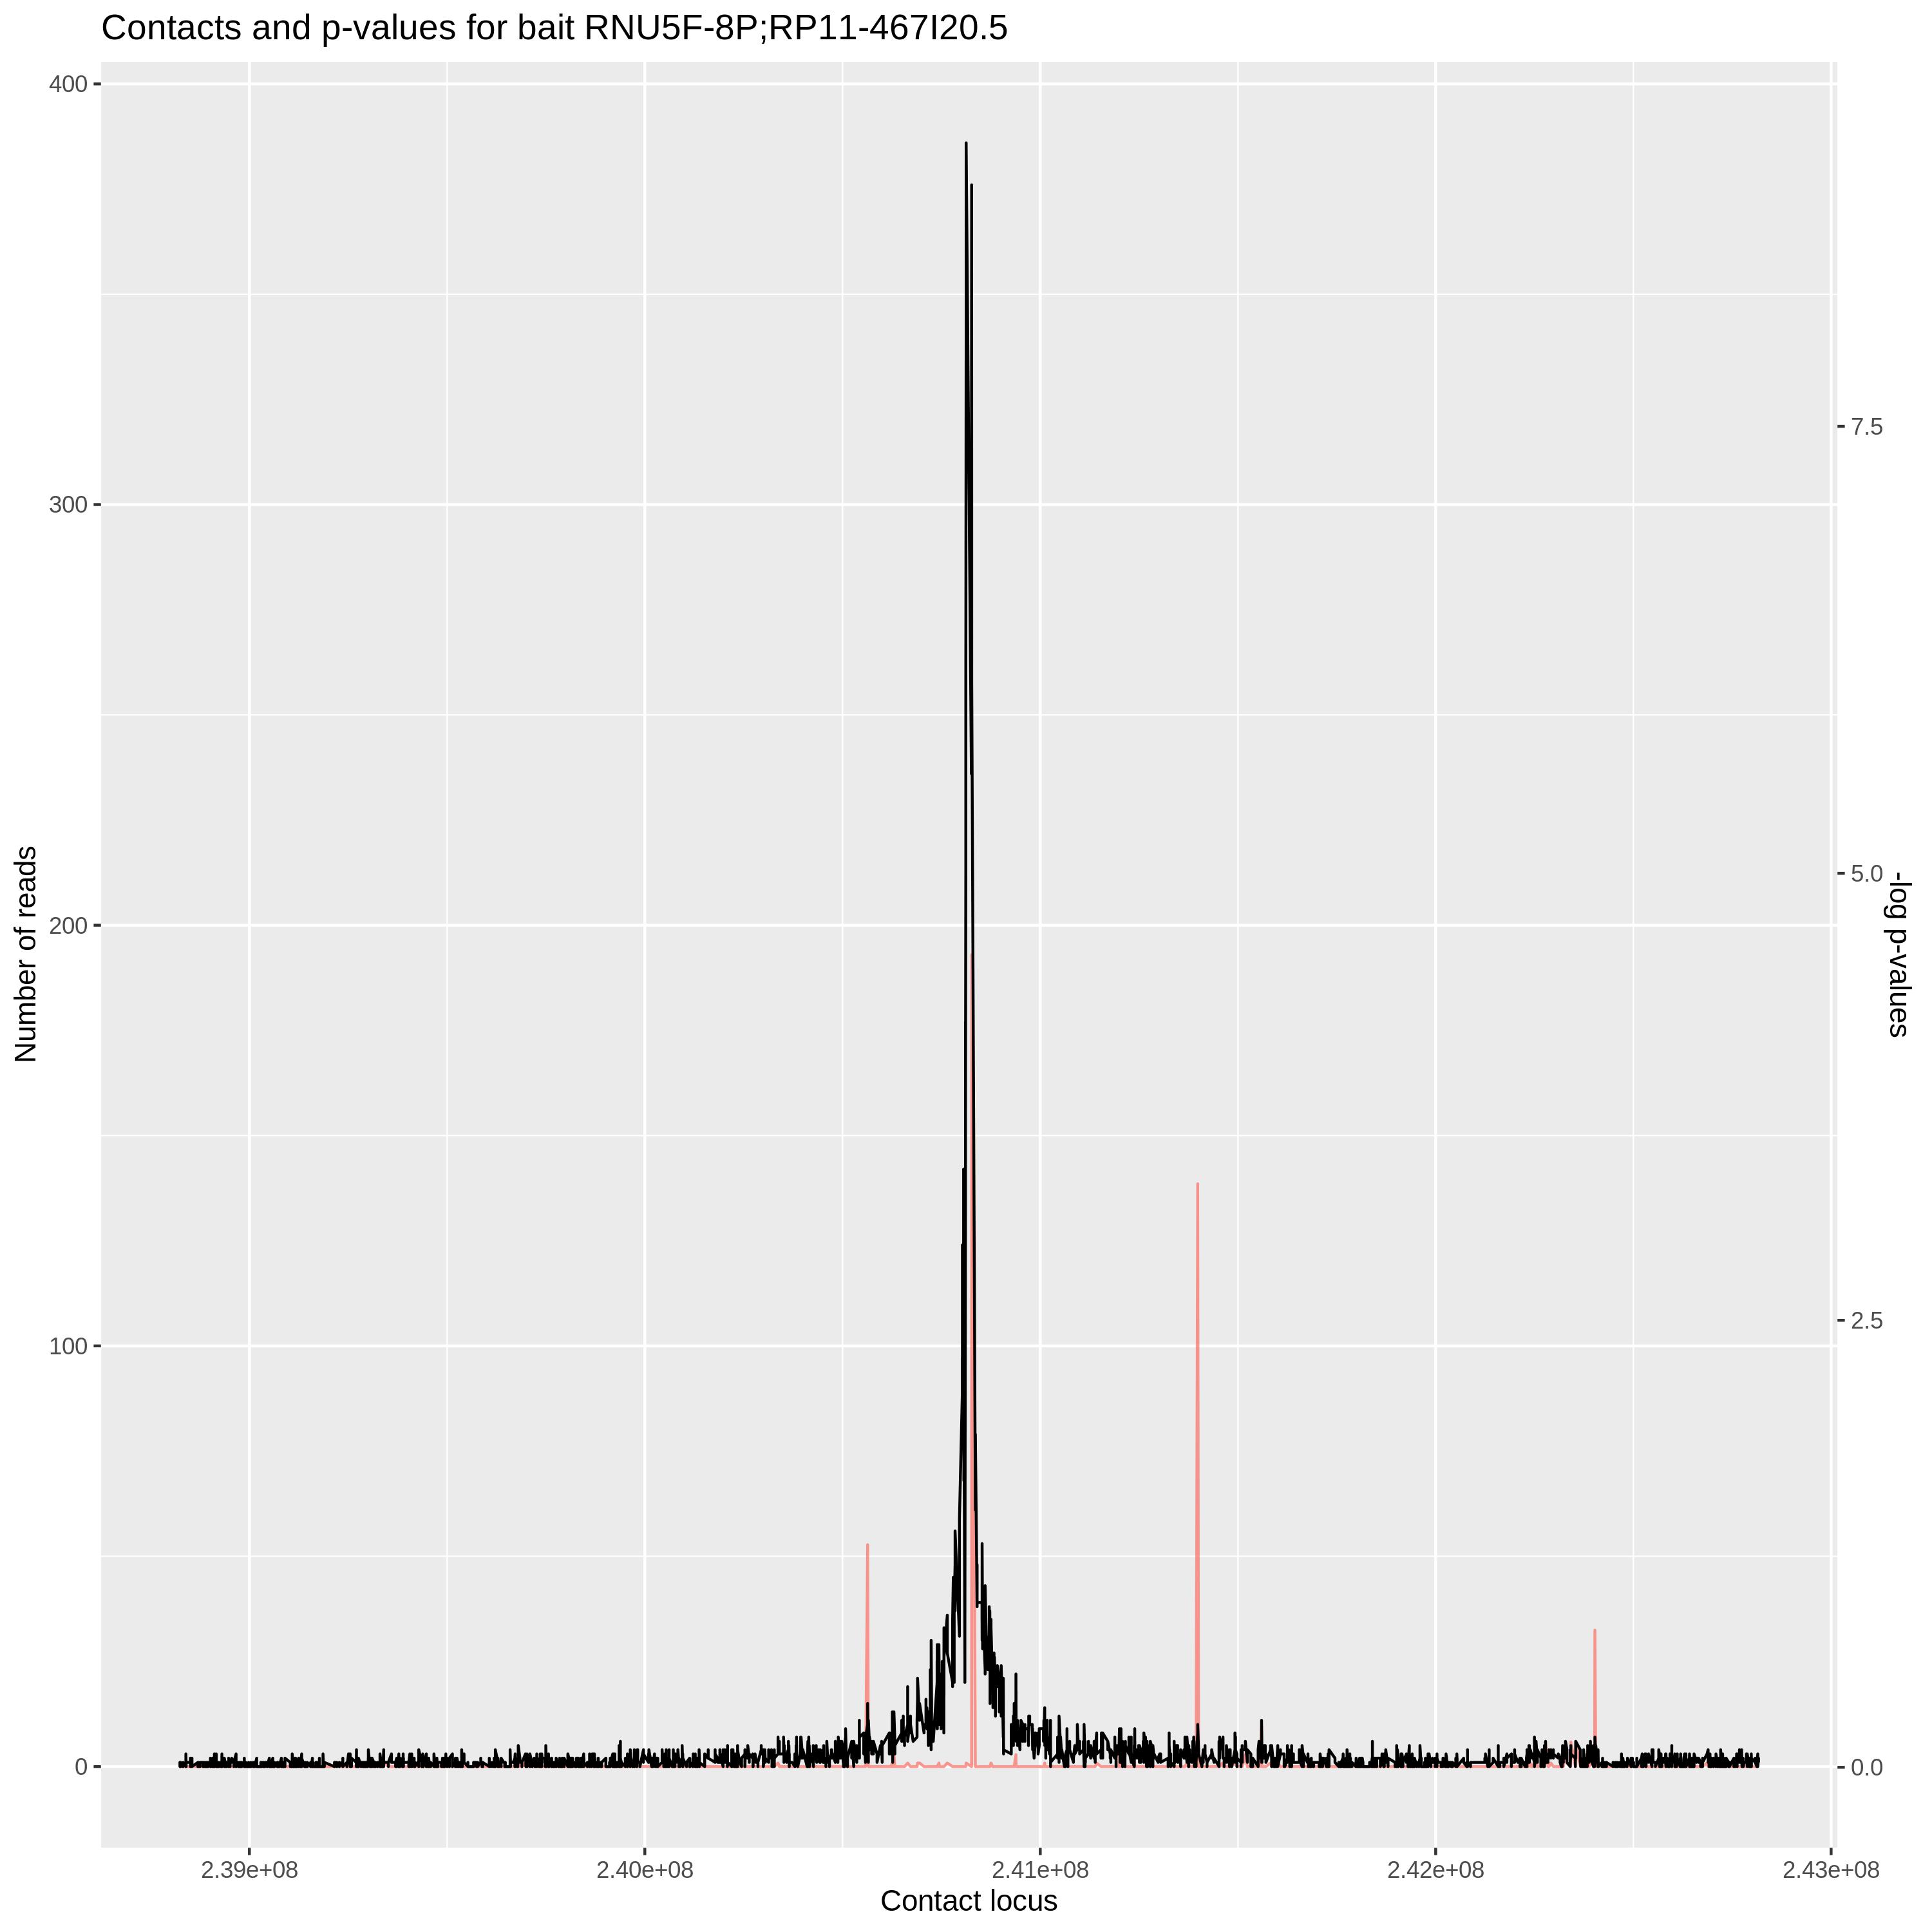 Contacts and p-values for bait RNU5F-8P;RP11-467I20.5
400
300
200
100
0
Number of reads
7.5
5.0
2.5
0.0
-log p-values
2.39e+08
2.40e+08
2.41e+08
2.42e+08
2.43e+08
Contact locus